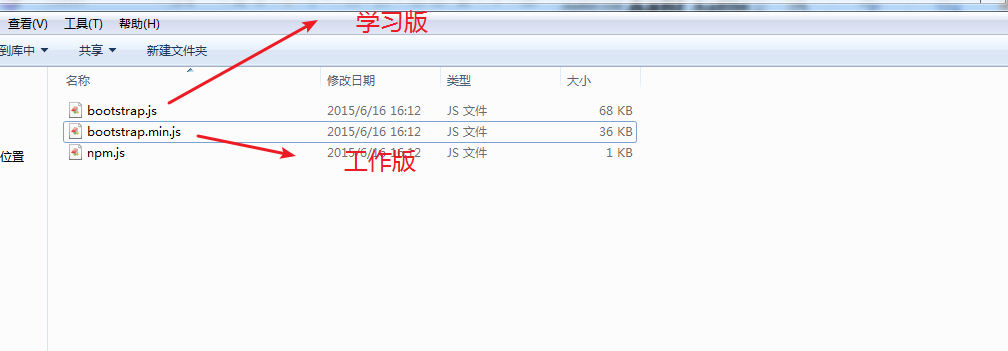 学习版
查看(V) 工具(T) 帮助(H)
到库中 共享 新建文件夹
名称 修改日期 类型 大小
bootstrap.js 2015/6/16 16:12 JS 文件 68 KB
bootstrap.min.js 2015/6/16 16:12 JS 文件 36 KB
npm.js 2015/6/16 16:12 JS 文件 1 KB
位置
工作版